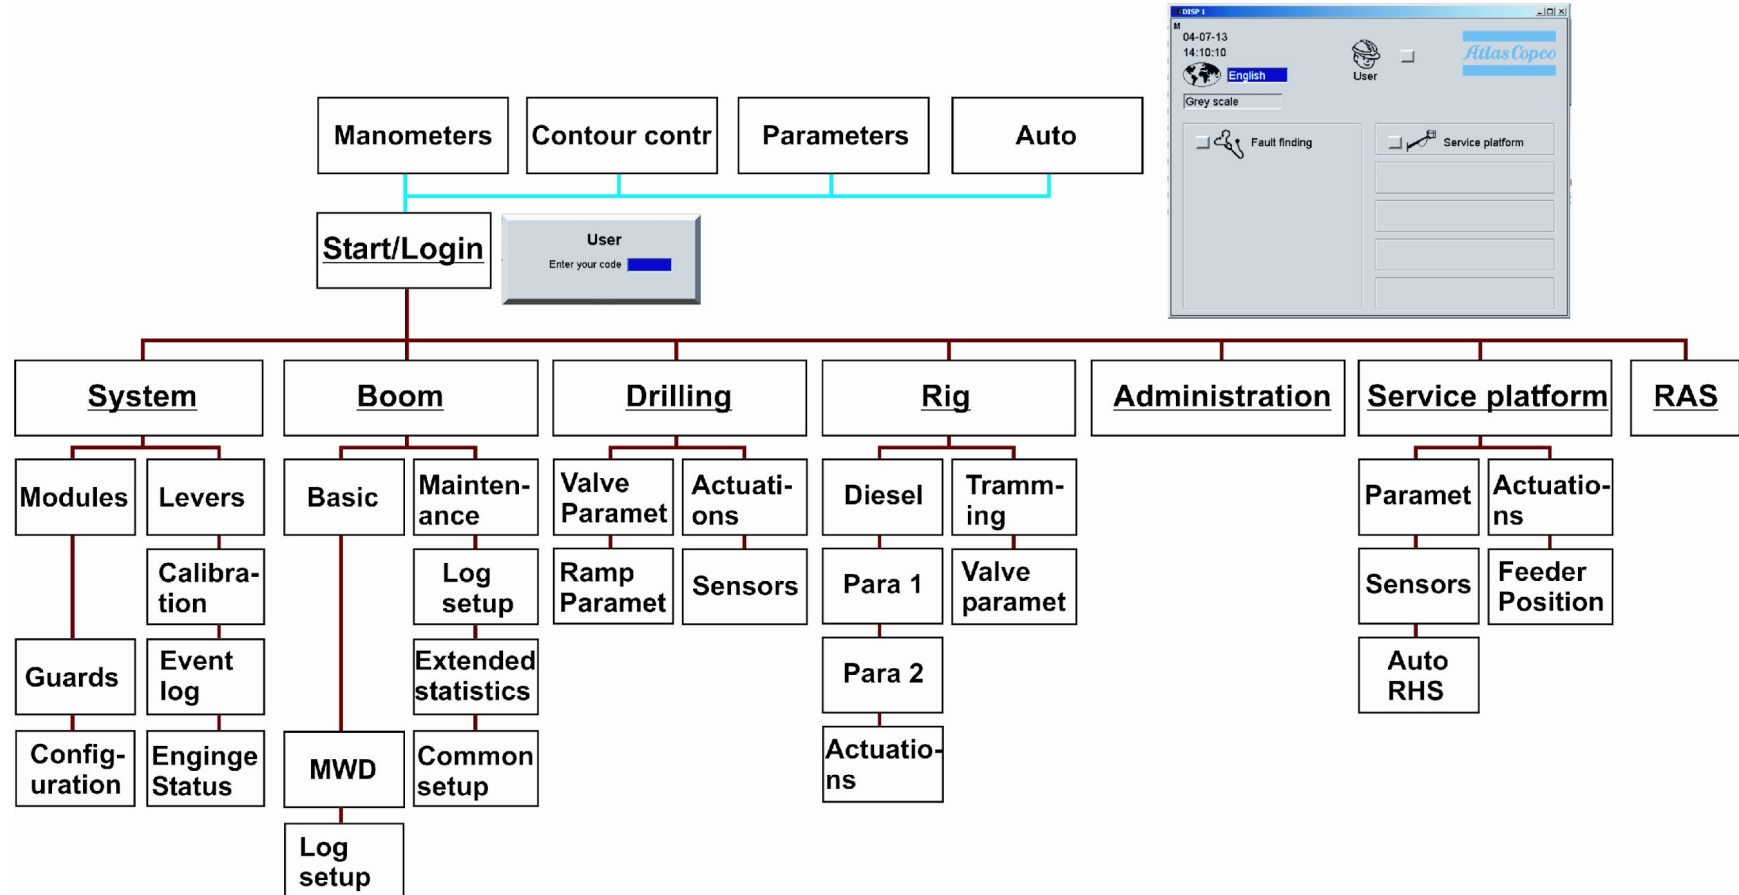 DISP 1
M
04-07-13
14:10:10
English
User
Atlas Copco
Grey scale
Fault finding
Service platform
Manometers
Contour contr
Parameters
Auto
Start/Login
User
Enter your code
System
Boom
Drilling
Rig
Administration
Service platform
RAS
Modules
Levers
Basic
Mainten-
ance
Valve
Paramet
Actuati-
ons
Diesel
Tramm-
ing
Paramet
Actuatio-
ns
Calibra-
tion
Log
setup
Ramp
Paramet
Sensors
Para 1
Valve
paramet
Sensors
Feeder
Position
Guards
Event
log
Extended
statistics
Para 2
Auto
RHS
Config-
uration
Enginge
Status
MWD
Common
setup
Actuatio-
ns
Log
setup